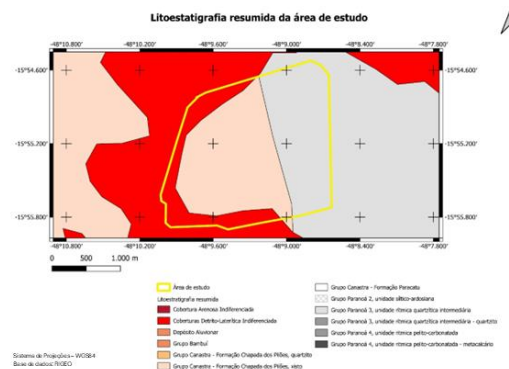 Litoestatigrafia resumida da área de estudo
-48°10.800' -48°10.200' -48°9.600' -48°9.000' -48°8.400' -48°7.800'
-15°54.600' -15°54.600'
-15°55.200' -15°55.200'
-15°55.800' -15°55.800'
-48°10.800' -48°10.200' -48°9.600' -48°9.000' -48°8.400' -48°7.800'
0 500 1.000 m
Área de estudo
Litoestatigrafia resumida
Cobertura Arenosa Indiferenciada
Coberturas Detrito-Laterítica Indiferenciada
Depósito Aluvionar
Grupo Bambuí
Grupo Canastra - Formação Chapada dos Pilões, quartzito
Grupo Canastra - Formação Chapada dos Pilões, xisto
Grupo Canastra - Formação Paracatu
Grupo Paranoá 2, unidade síltico-ardosiana
Grupo Paranoá 3, unidade rítmica quartzítica intermediária
Grupo Paranoá 3, unidade rítmica quartzítica intermediária - quartzito
Grupo Paranoá 4, unidade rítmica pelito-carbonatada
Grupo Paranoá 4, unidade rítmica pelito-carbonatada - metacalcário
Sistema de Projeções - WGS84
Base de dados: